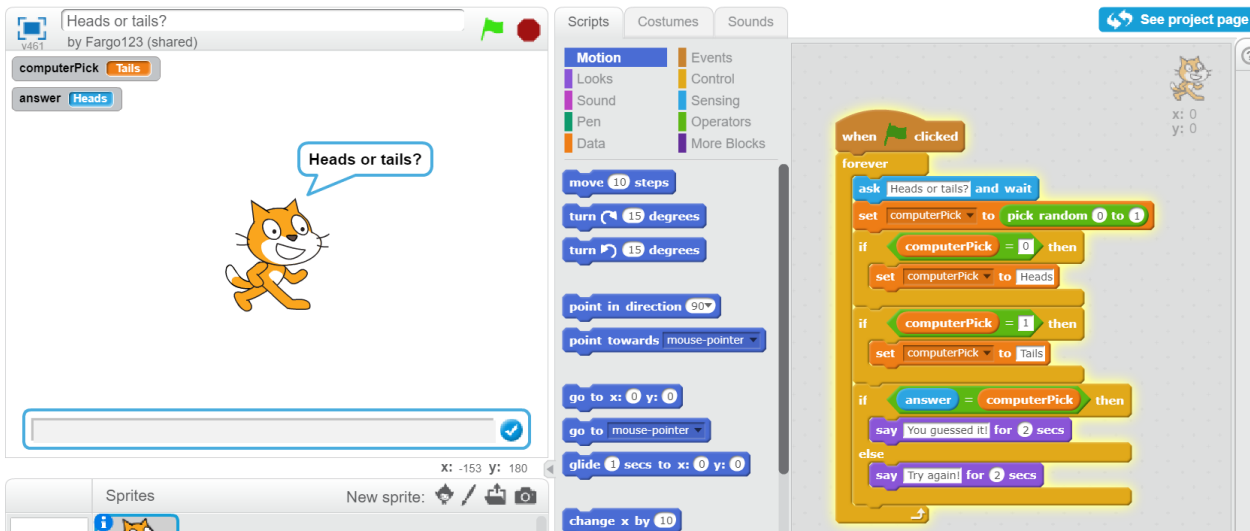 Heads or tails?
by Fargo123 (shared)
v461
computerPick Tails
answer Heads
Heads or tails?
X: -153 Y: 180
Sprites
New sprite:
i
Scripts Costumes Sounds
See project page
Motion Events
Looks Control
Sound Sensing
Pen Operators
Data More Blocks
move 10 steps
turn 15 degrees
turn 15 degrees
point in direction 90
point towards mouse-pointer
go to x: 0 y: 0
go to mouse-pointer
glide 1 secs to x: 0 y: 0
change x by 10
x: 0
y: 0
when clicked
forever
ask Heads or tails? and wait
set computerPick to pick random 0 to 1
if computerPick = 0 then
set computerPick to Heads
if computerPick = 1 then
set computerPick to Tails
if answer = computerPick then
say You guessed it! for 2 secs
else
say Try again! for 2 secs